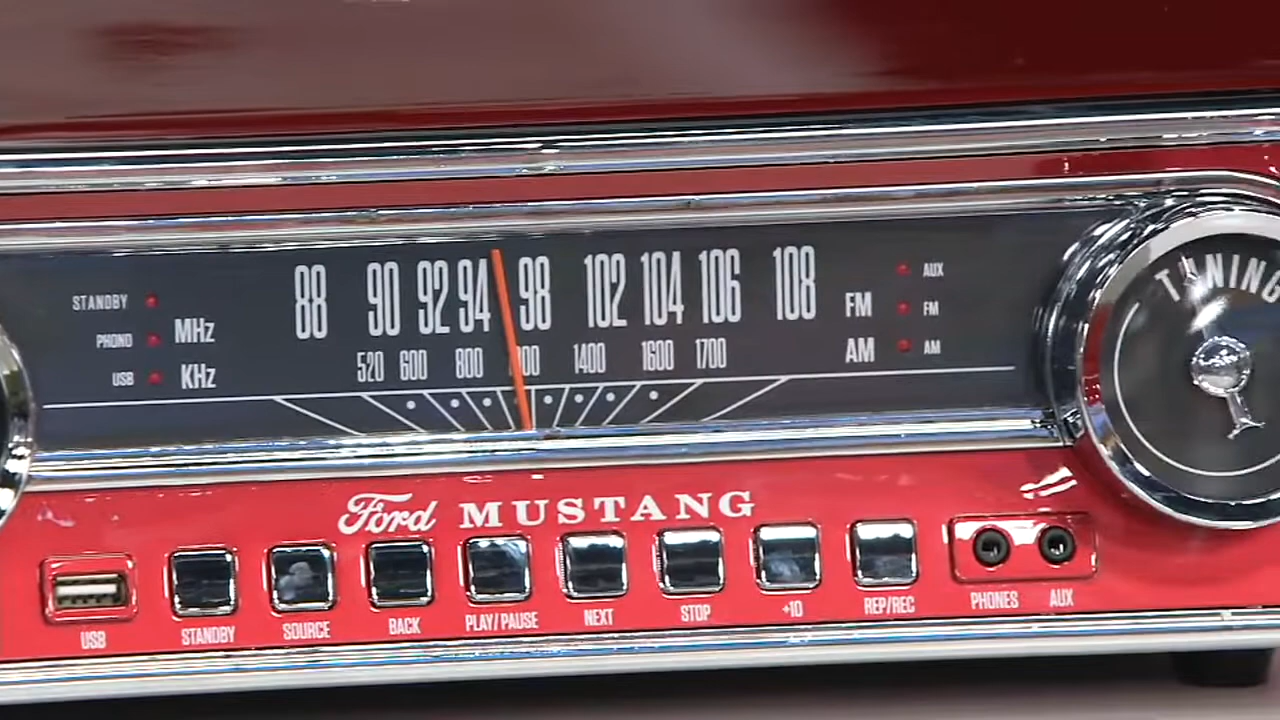 88 90 92 94 98 102 104 106 108
STANDBY
PHONO
USB
MHz
KHz
520 600 800 1400 1600 1700
FM
AM
AUX
FM
AM
TUNING
Ford MUSTANG
USB STANDBY SOURCE BACK PLAY/PAUSE NEXT STOP +10 REP/REC PHONES AUX